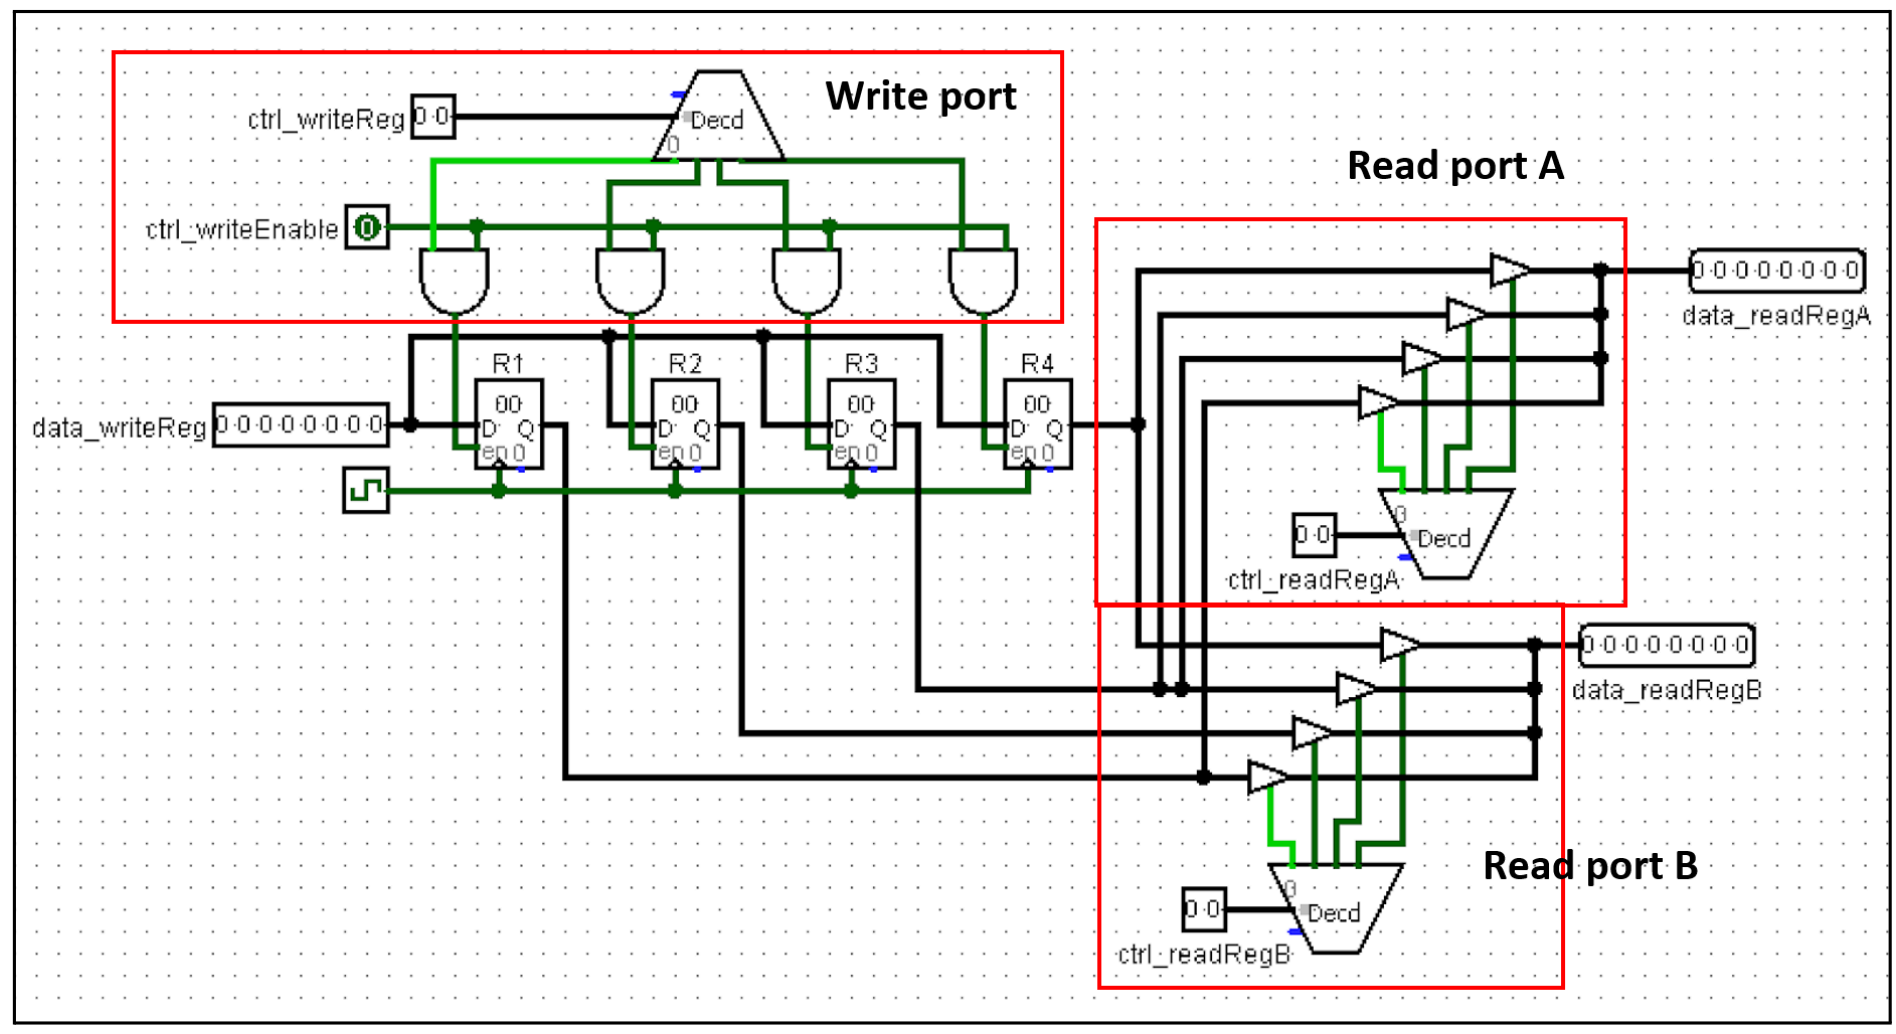 Write port
ctrl_writeReg 0 0
Decd
0
ctrl_writeEnable 0
Read port A
0 0 0 0 0 0 0 0
data_readRegA
R1 R2 R3 R4
00 00 00 00
data_writeReg 0 0 0 0 0 0 0 0
D Q D Q D Q D Q
en 0 en 0 en 0 en 0
0
0 0 Decd
ctrl_readRegA
0 0 0 0 0 0 0 0
data_readRegB
Read port B
0
0 0 Decd
ctrl_readRegB